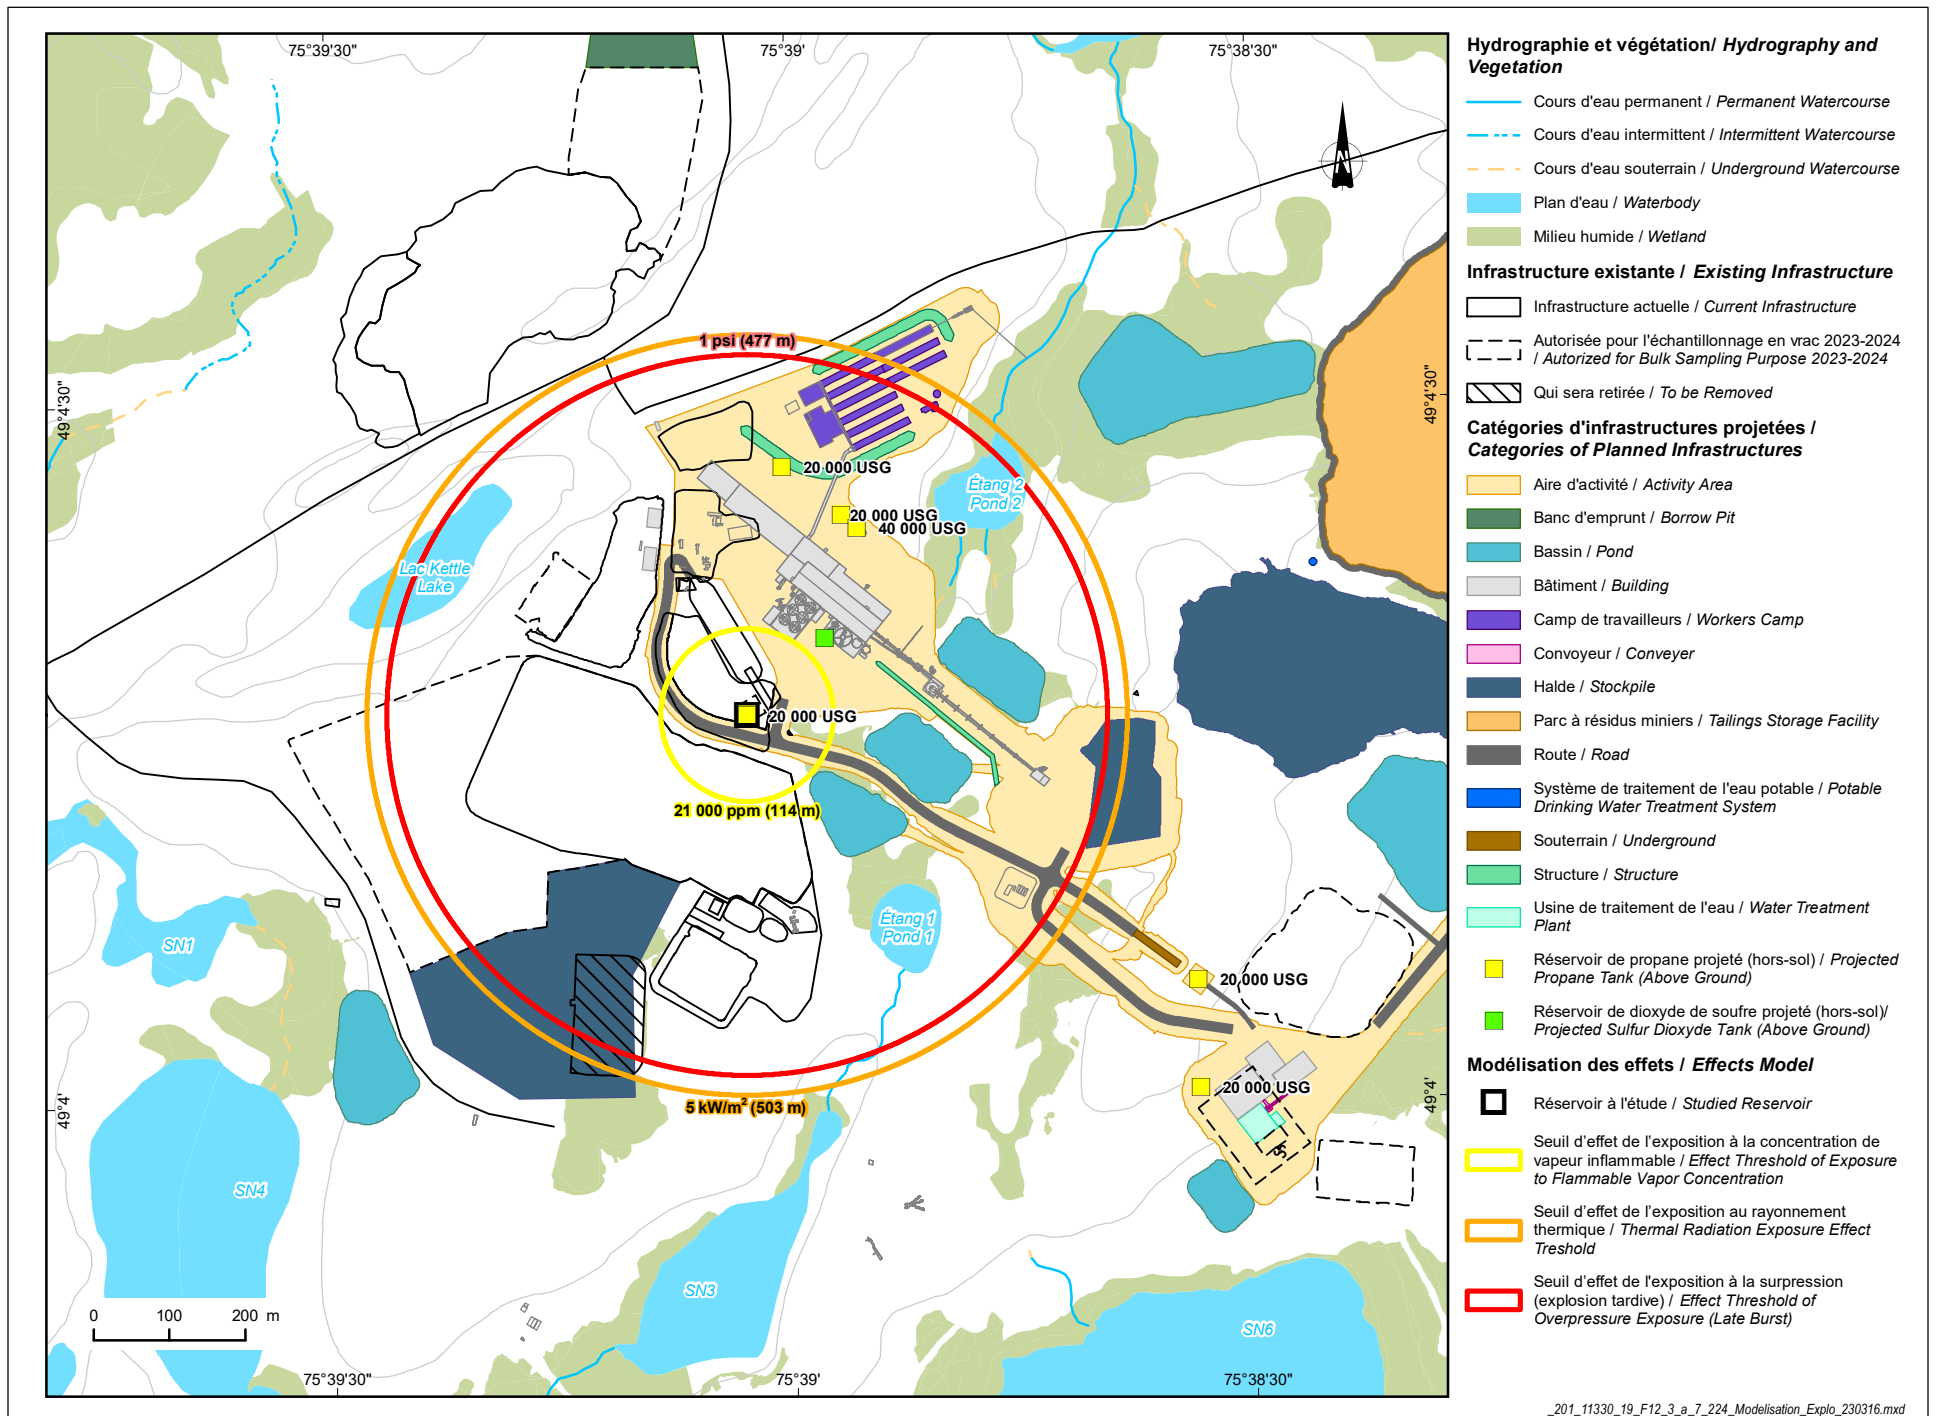 75°39'30"
75°39'
75°38'30"
49°4'30"
49°4'30"
1 psi (477 m)
20 000 USG
20 000 USG
40 000 USG
Étang 2
Pond 2
Lac Kettle
Lake
20 000 USG
21 000 ppm (114 m)
Étang 1
Pond 1
SN1
20 000 USG
20 000 USG
5 kW/m² (503 m)
49°4'
49°4'
SN4
SN3
SN6
0 100 200 m
75°39'30"
75°39'
75°38'30"
N
Hydrographie et végétation/ Hydrography and
Vegetation
Cours d'eau permanent / Permanent Watercourse
Cours d'eau intermittent / Intermittent Watercourse
Cours d'eau souterrain / Underground Watercourse
Plan d'eau / Waterbody
Milieu humide / Wetland
Infrastructure existante / Existing Infrastructure
Infrastructure actuelle / Current Infrastructure
Autorisée pour l'échantillonnage en vrac 2023-2024
/ Autorized for Bulk Sampling Purpose 2023-2024
Qui sera retirée / To be Removed
Catégories d'infrastructures projetées /
Categories of Planned Infrastructures
Aire d'activité / Activity Area
Banc d'emprunt / Borrow Pit
Bassin / Pond
Bâtiment / Building
Camp de travailleurs / Workers Camp
Convoyeur / Conveyer
Halde / Stockpile
Parc à résidus miniers / Tailings Storage Facility
Route / Road
Système de traitement de l'eau potable / Potable
Drinking Water Treatment System
Souterrain / Underground
Structure / Structure
Usine de traitement de l'eau / Water Treatment
Plant
Réservoir de propane projeté (hors-sol) / Projected
Propane Tank (Above Ground)
Réservoir de dioxyde de soufre projeté (hors-sol)/
Projected Sulfur Dioxyde Tank (Above Ground)
Modélisation des effets / Effects Model
Réservoir à l'étude / Studied Reservoir
Seuil d'effet de l'exposition à la concentration de
vapeur inflammable / Effect Threshold of Exposure
to Flammable Vapor Concentration
Seuil d'effet de l'exposition au rayonnement
thermique / Thermal Radiation Exposure Effect
Treshold
Seuil d'effet de l'exposition à la surpression
(explosion tardive) / Effect Threshold of
Overpressure Exposure (Late Burst)
_201_11330_19_F12_3_a_7_224_Modelisation_Explo_230316.mxd